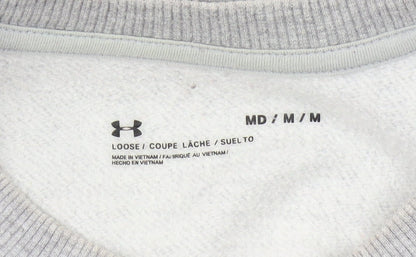 MD / M / M
LOOSE / COUPE LÂCHE / SUELTO
MADE IN VIETNAM / FABRIQUÉ AU VIETNAM /
HECHO EN VIETNAM